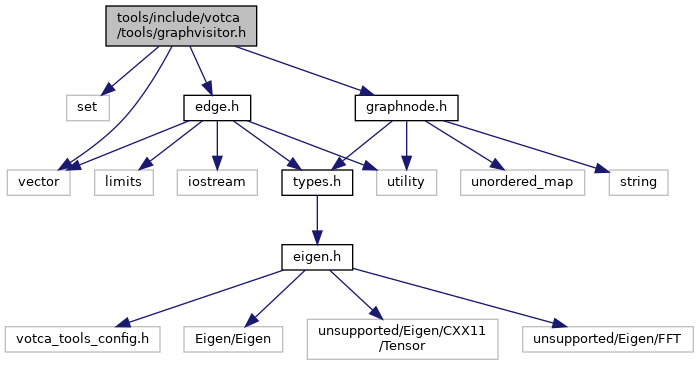 tools/include/votca
/tools/graphvisitor.h
set
edge.h
graphnode.h
vector
limits
iostream
types.h
utility
unordered_map
string
eigen.h
votca_tools_config.h
Eigen/Eigen
unsupported/Eigen/CXX11
/Tensor
unsupported/Eigen/FFT